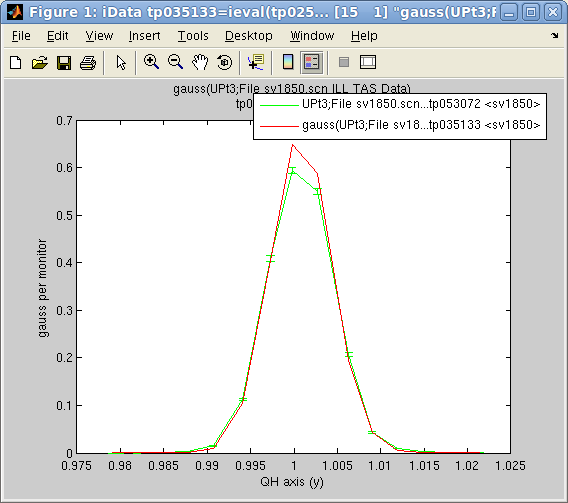 Figure 1: iData tp035133=ieval(tp025... [15 1] "gauss(UPt3;F
File Edit View Insert Tools Desktop Window Help
gauss(UPt3;File sv1850.scn ILL TAS Data)
tp0
UPt3;File sv1850.scn...tp053072 <sv1850>
gauss(UPt3;File sv18...tp035133 <sv1850>
0.7
0.6
0.5
0.4
0.3
0.2
0.1
0
gauss per monitor
0.975 0.98 0.985 0.99 0.995 1 1.005 1.01 1.015 1.02 1.025
QH axis (y)